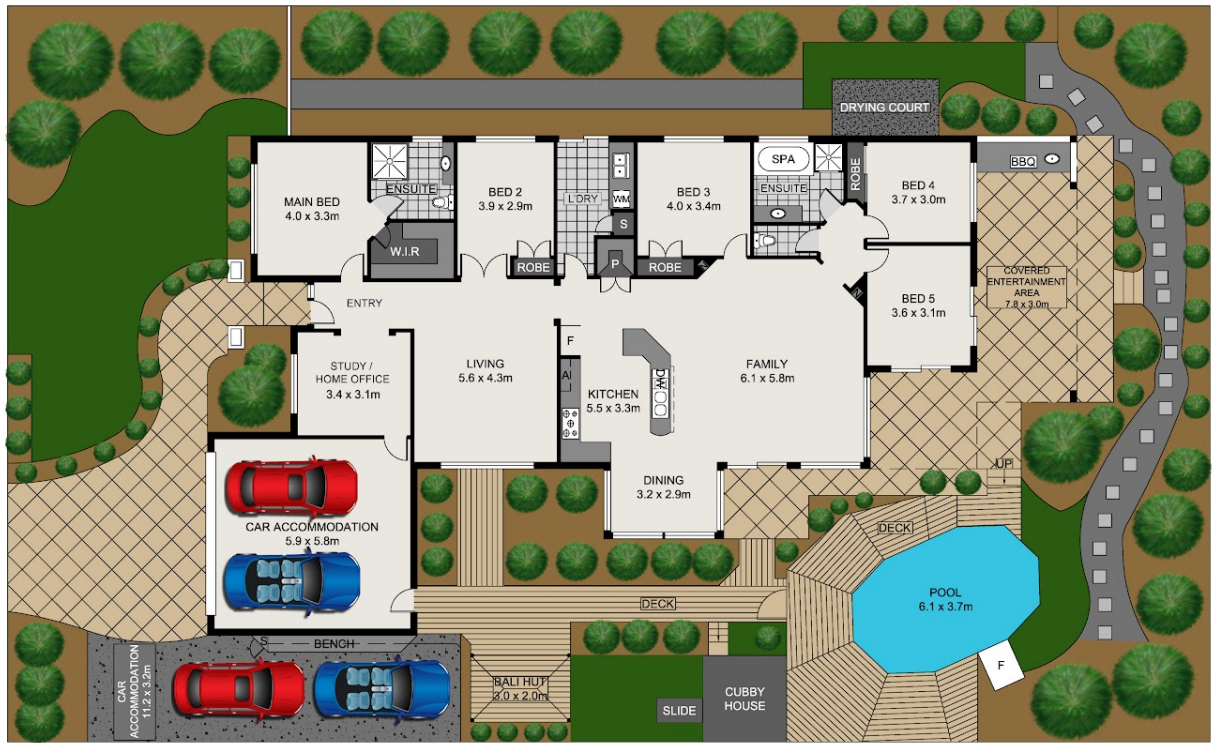 DRYING COURT
MAIN BED
4.0 x 3.3m
ENSUITE
W.I.R
BED 2
3.9 x 2.9m
ROBE
L'DRY
WM
S
P
BED 3
4.0 x 3.4m
ROBE
SPA
ENSUITE
ROBE
BED 4
3.7 x 3.0m
BBQ
COVERED
ENTERTAINMENT
AREA
7.8 x 3.0m
BED 5
3.6 x 3.1m
ENTRY
STUDY /
HOME OFFICE
3.4 x 3.1m
LIVING
5.6 x 4.3m
F
KITCHEN
5.5 x 3.3m
DW
FAMILY
6.1 x 5.8m
DINING
3.2 x 2.9m
UP
CAR ACCOMMODATION
5.9 x 5.8m
DECK
DECK
POOL
6.1 x 3.7m
F
S
BENCH
CAR
ACCOMMODATION
11.2 x 3.2m
BALI HUT
3.0 x 2.0m
SLIDE
CUBBY
HOUSE